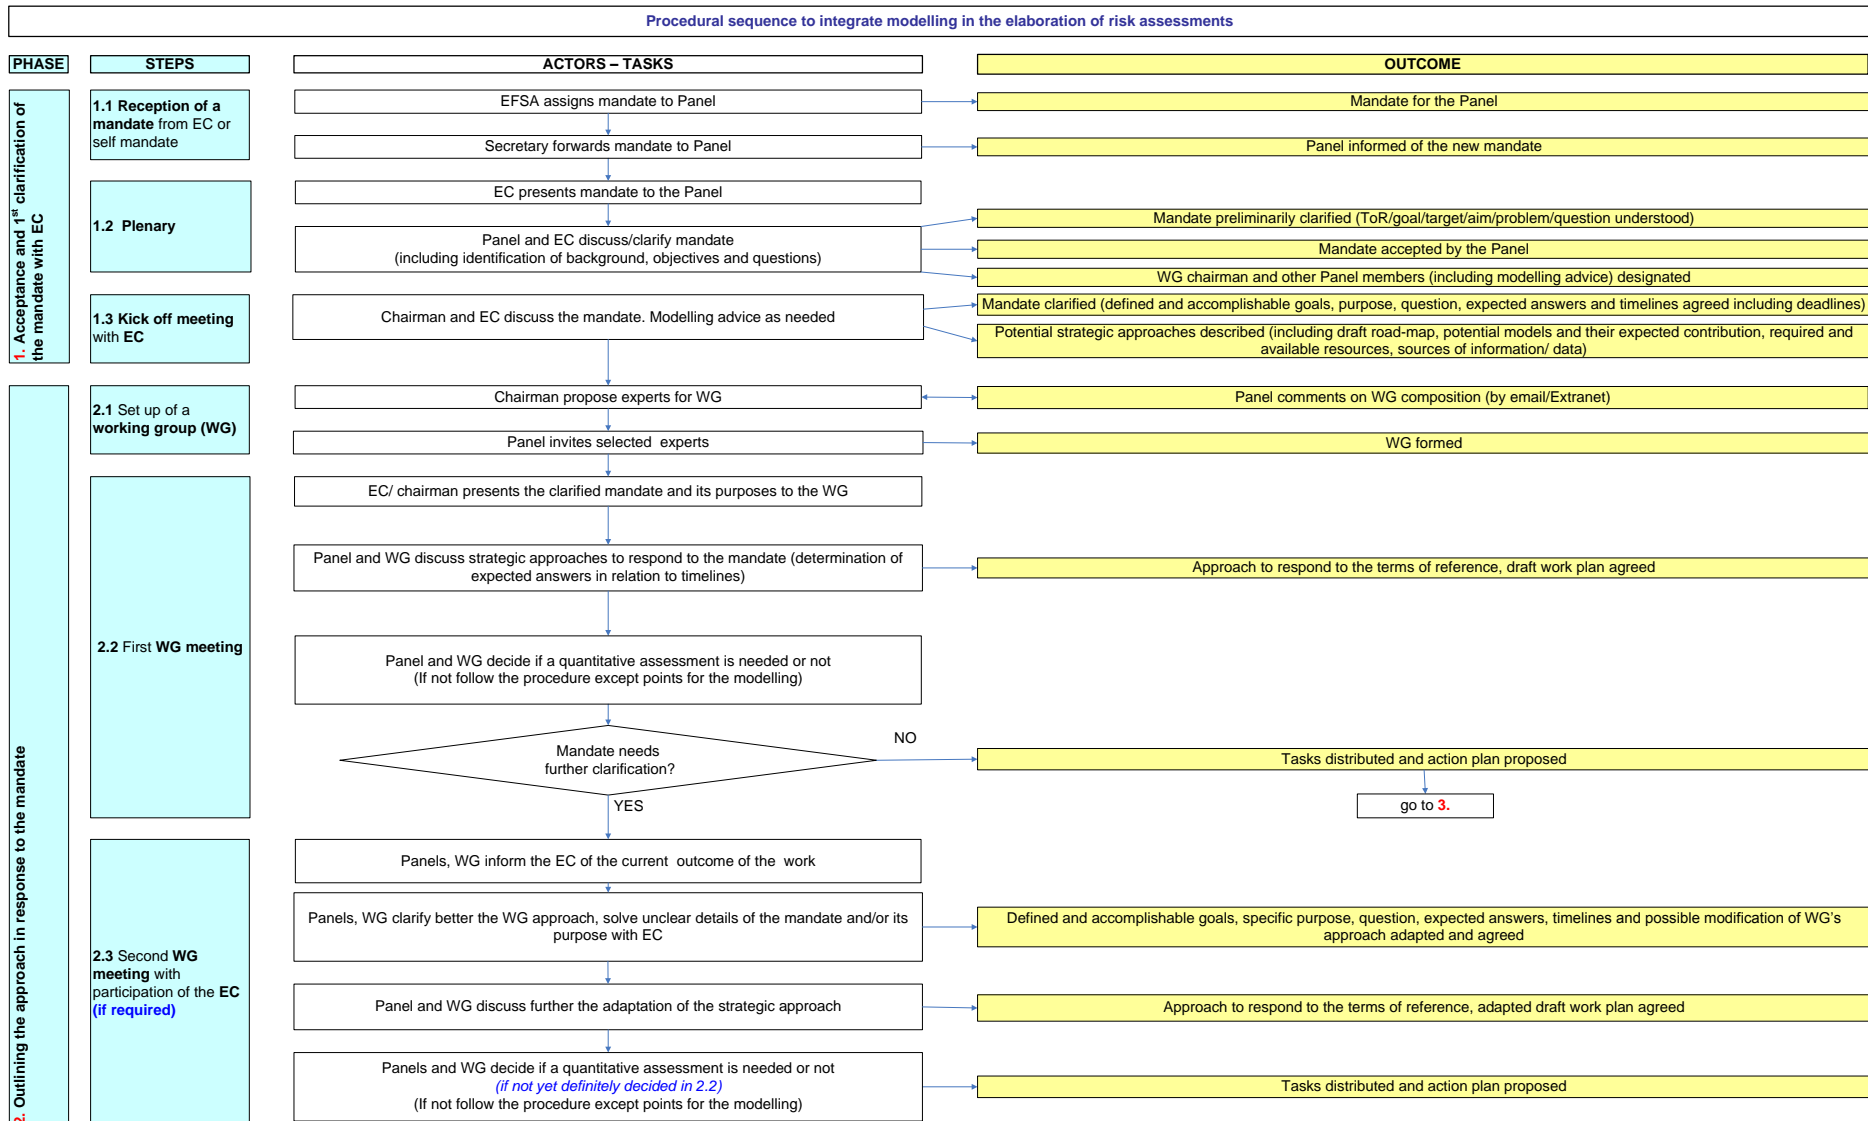 Procedural sequence to integrate modelling in the elaboration of risk assessments
PHASE
STEPS
ACTORS – TASKS
OUTCOME
1. Acceptance and 1st clarification of
the mandate with EC
1.1 Reception of a
mandate from EC or
self mandate
EFSA assigns mandate to Panel
Mandate for the Panel
Secretary forwards mandate to Panel
Panel informed of the new mandate
1.2 Plenary
EC presents mandate to the Panel
Panel and EC discuss/clarify mandate
(including identification of background, objectives and questions)
Mandate preliminarily clarified (ToR/goal/target/aim/problem/question understood)
Mandate accepted by the Panel
WG chairman and other Panel members (including modelling advice) designated
1.3 Kick off meeting
with EC
Chairman and EC discuss the mandate. Modelling advice as needed
Mandate clarified (defined and accomplishable goals, purpose, question, expected answers and timelines agreed including deadlines)
Potential strategic approaches described (including draft road-map, potential models and their expected contribution, required and
available resources, sources of information/ data)
2. Outlining the approach in response to the mandate
2.1 Set up of a
working group (WG)
Chairman propose experts for WG
Panel comments on WG composition (by email/Extranet)
Panel invites selected experts
WG formed
2.2 First WG meeting
EC/ chairman presents the clarified mandate and its purposes to the WG
Panel and WG discuss strategic approaches to respond to the mandate (determination of
expected answers in relation to timelines)
Approach to respond to the terms of reference, draft work plan agreed
Panel and WG decide if a quantitative assessment is needed or not
(If not follow the procedure except points for the modelling)
Mandate needs
further clarification?
NO
Tasks distributed and action plan proposed
go to 3.
YES
2.3 Second WG
meeting with
participation of the EC
(if required)
Panels, WG inform the EC of the current outcome of the work
Panels, WG clarify better the WG approach, solve unclear details of the mandate and/or its
purpose with EC
Defined and accomplishable goals, specific purpose, question, expected answers, timelines and possible modification of WG's
approach adapted and agreed
Panel and WG discuss further the adaptation of the strategic approach
Approach to respond to the terms of reference, adapted draft work plan agreed
Panels and WG decide if a quantitative assessment is needed or not
(if not yet definitely decided in 2.2)
(If not follow the procedure except points for the modelling)
Tasks distributed and action plan proposed